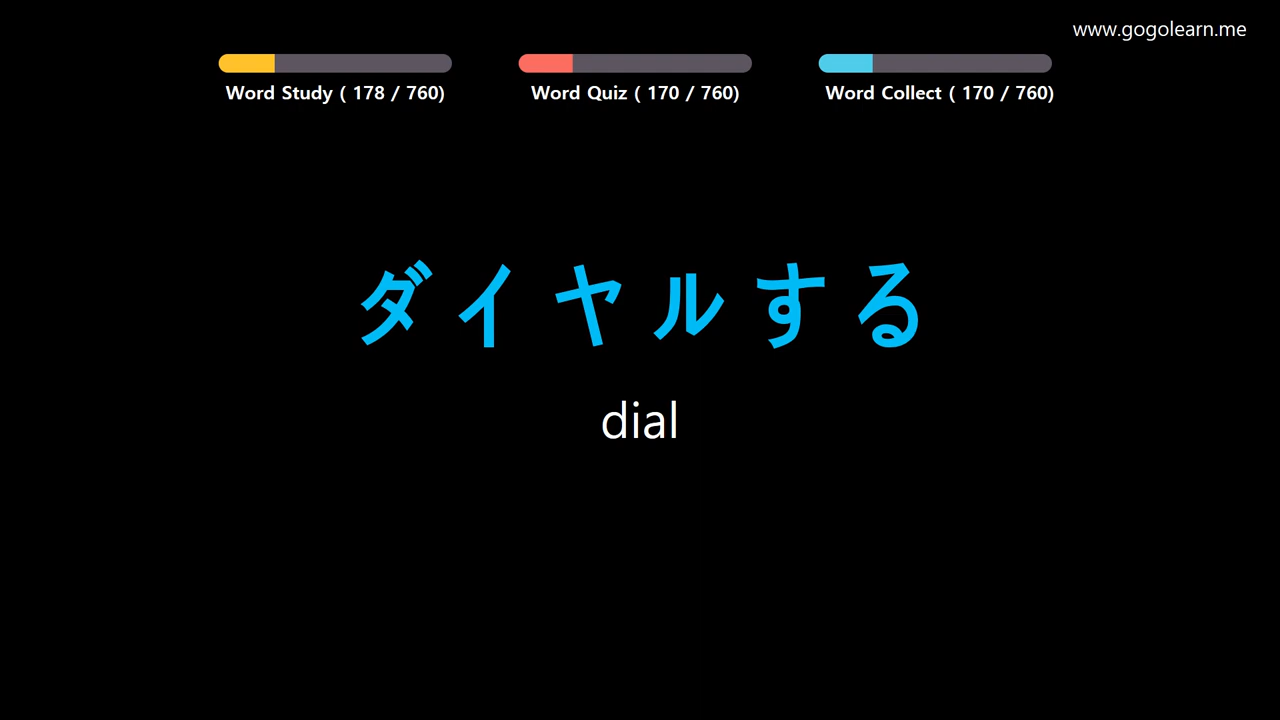 www.gogolearn.me
Word Study ( 178 / 760)
Word Quiz ( 170 / 760)
Word Collect ( 170 / 760)
ダイヤルする
dial